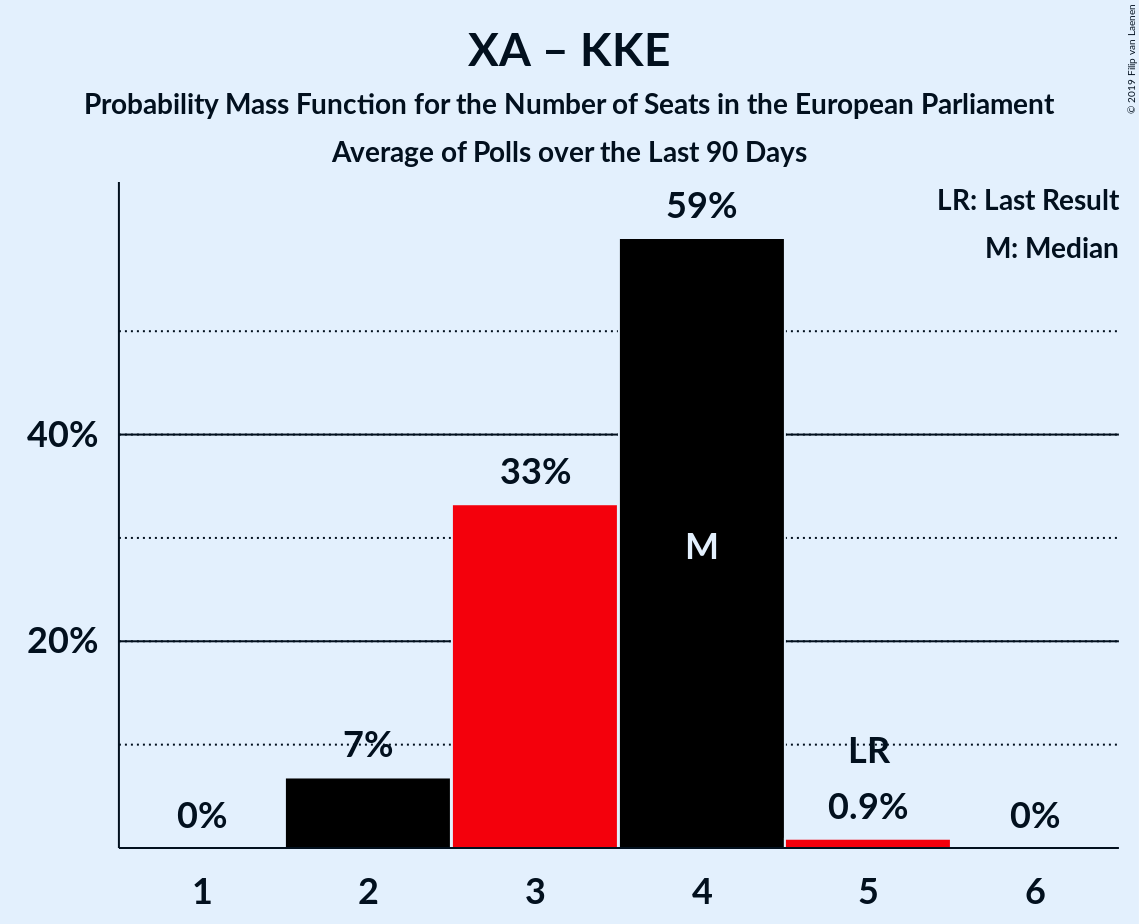 XA – KKE
Probability Mass Function for the Number of Seats in the European Parliament
Average of Polls over the Last 90 Days
© 2019 Filip van Laenen
LR: Last Result
M: Median
59%
40%
33%
M
20%
7%
LR
0%
0.9%
0%
1 2 3 4 5 6